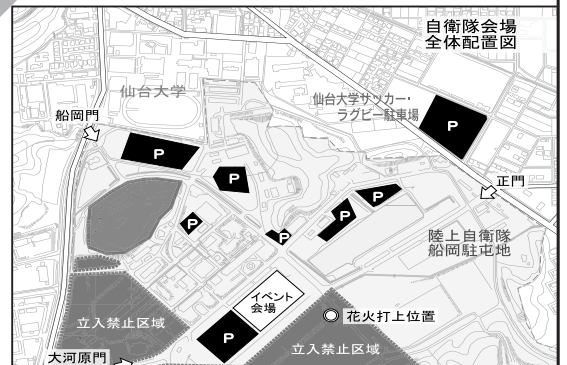 自衛隊会場
全体配置図
仙台大学
仙台大学サッカー・
ラグビー駐車場
船岡門
P
P
P
正門
P
P
P
P
陸上自衛隊
船岡駐屯地
イベント
会場
花火打上位置
立入禁止区域
P
立入禁止区域
大河原門